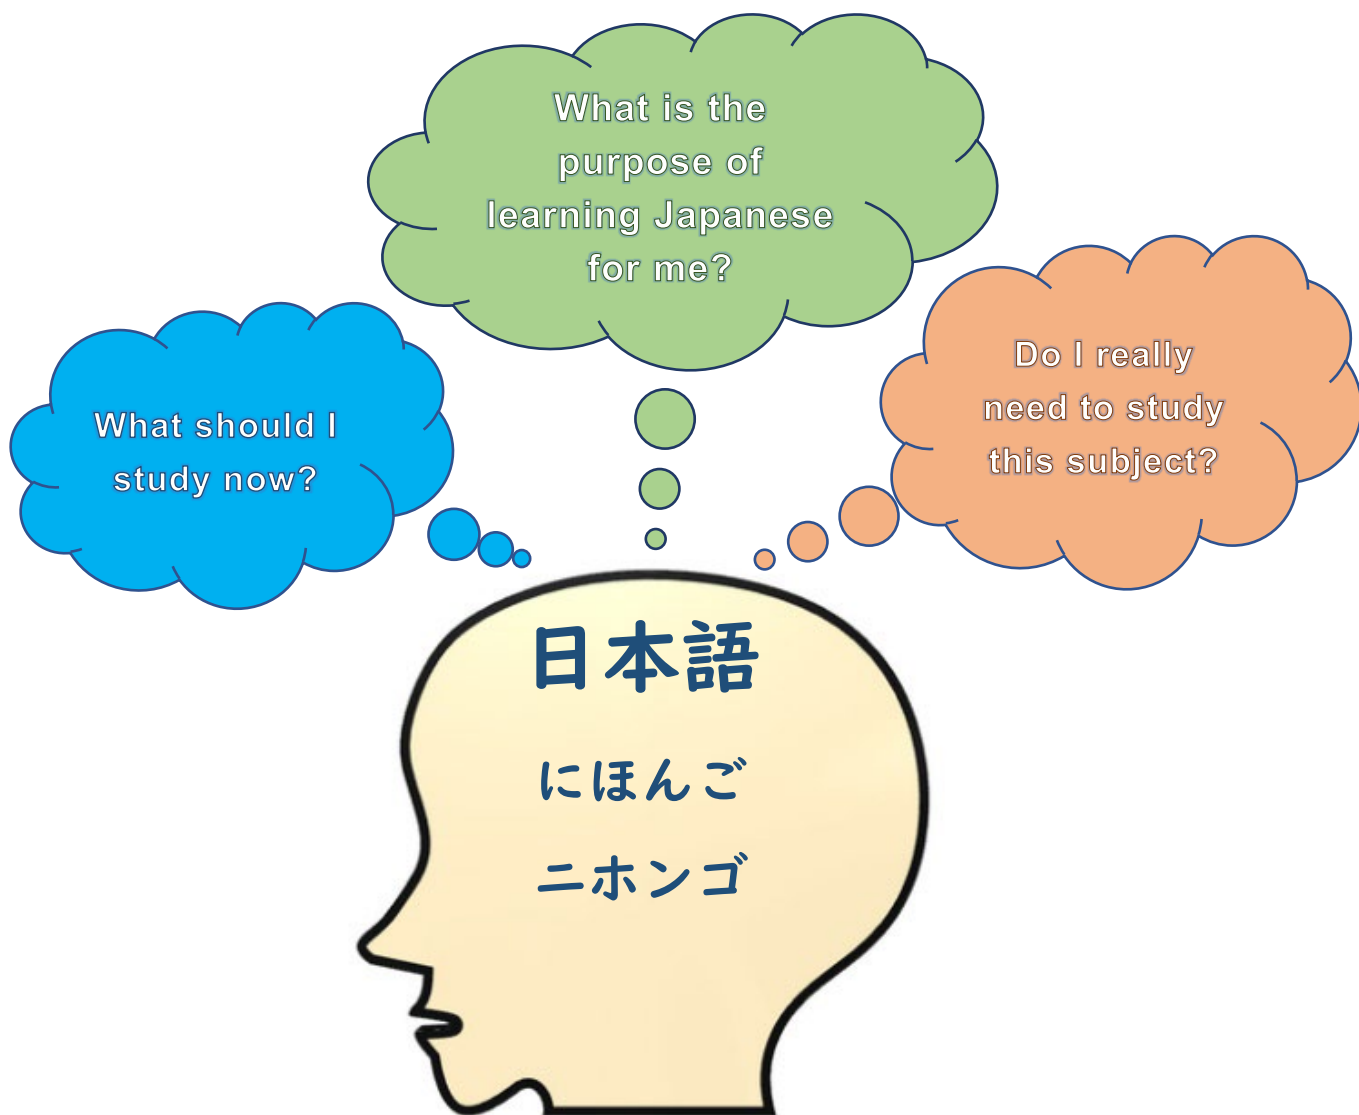 What is the
purpose of
learning Japanese
for me?
What should I
study now?
Do I really
need to study
this subject?
日本語
にほんご
ニホンゴ